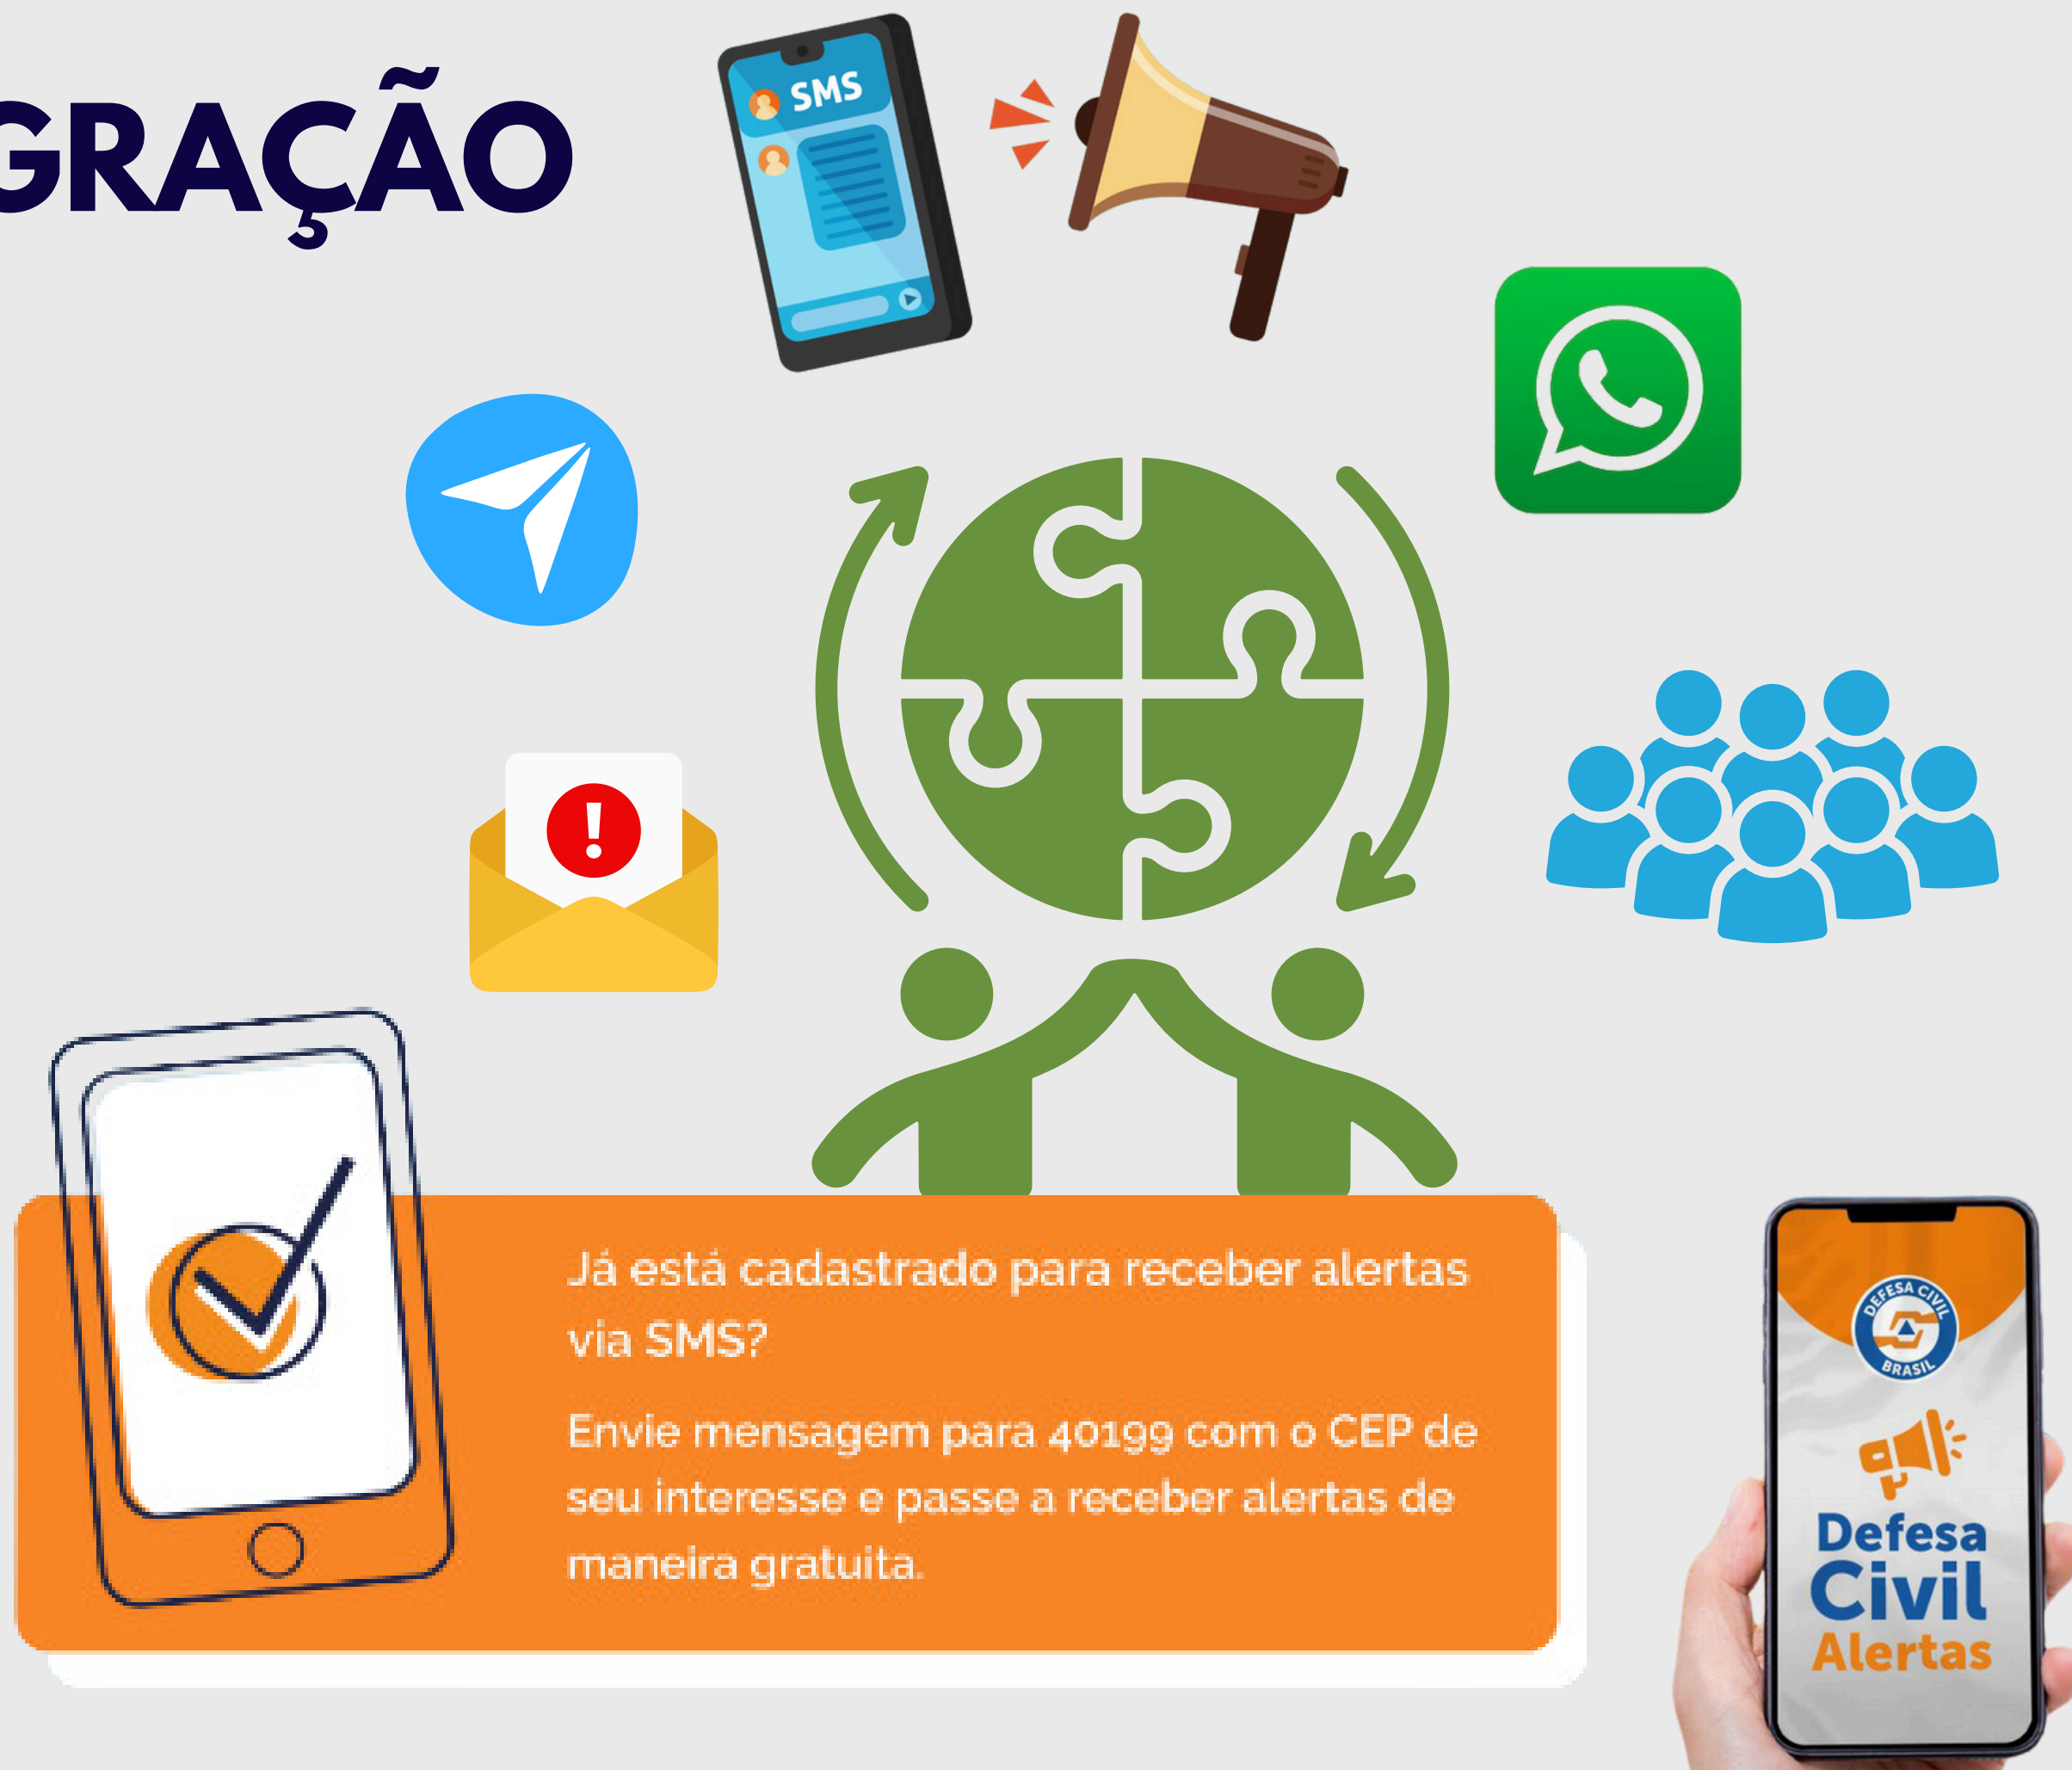 GRAÇÃO
SMS
Já está cadastrado para receber alertas
via SMS?
Envie mensagem para 40199 com o CEP de
seu interesse e passe a receber alertas de
maneira gratuita.
DEFESA CIVIL
BRASIL
Defesa
Civil
Alertas